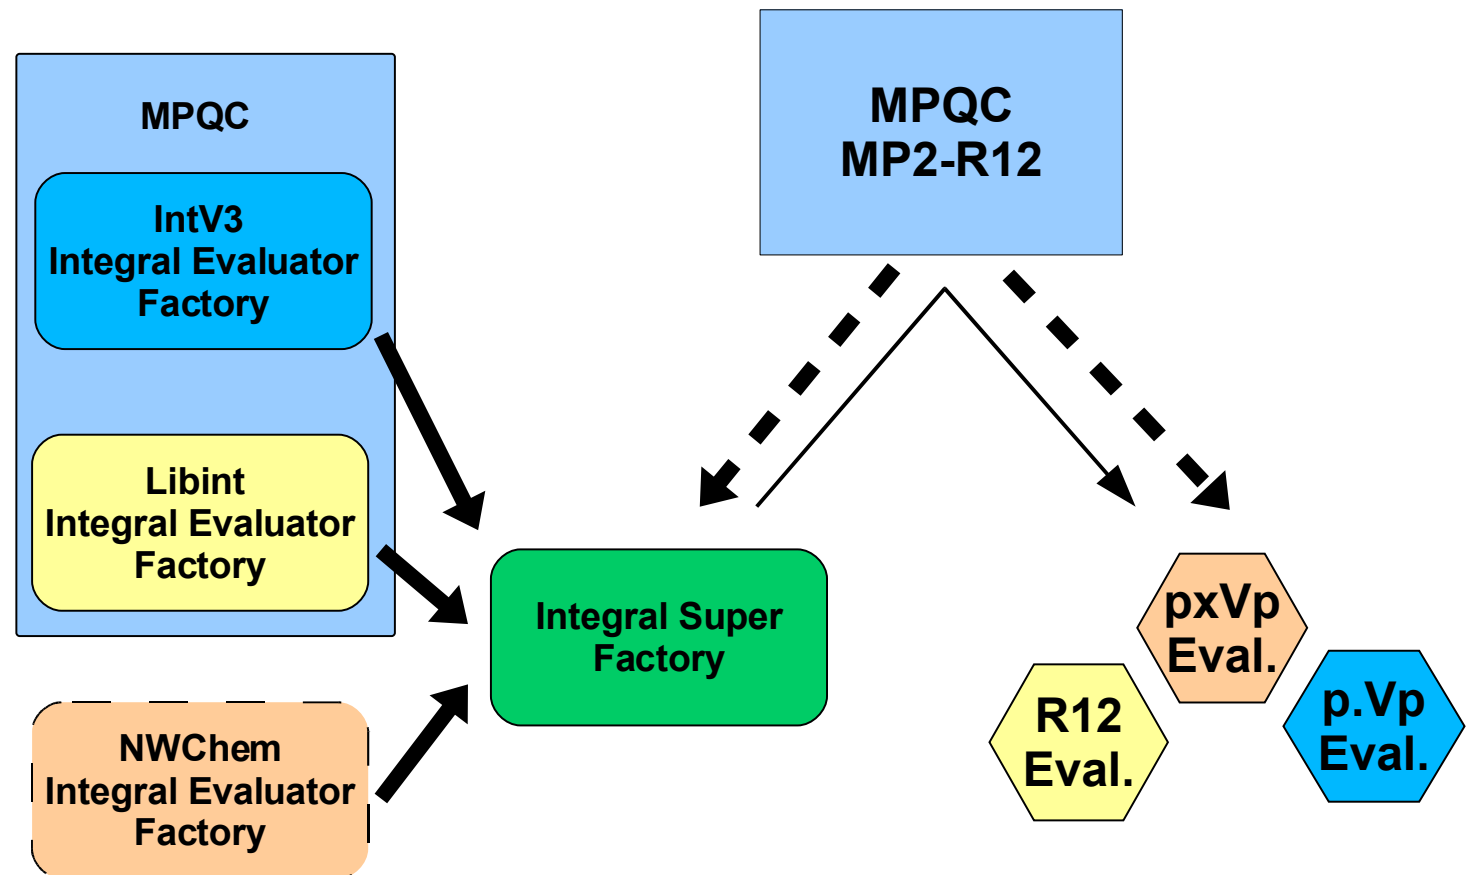 MPQC
IntV3
Integral Evaluator
Factory
Libint
Integral Evaluator
Factory
NWChem
Integral Evaluator
Factory
Integral Super
Factory
MPQC
MP2-R12
pxVp
Eval.
R12
Eval.
p.Vp
Eval.